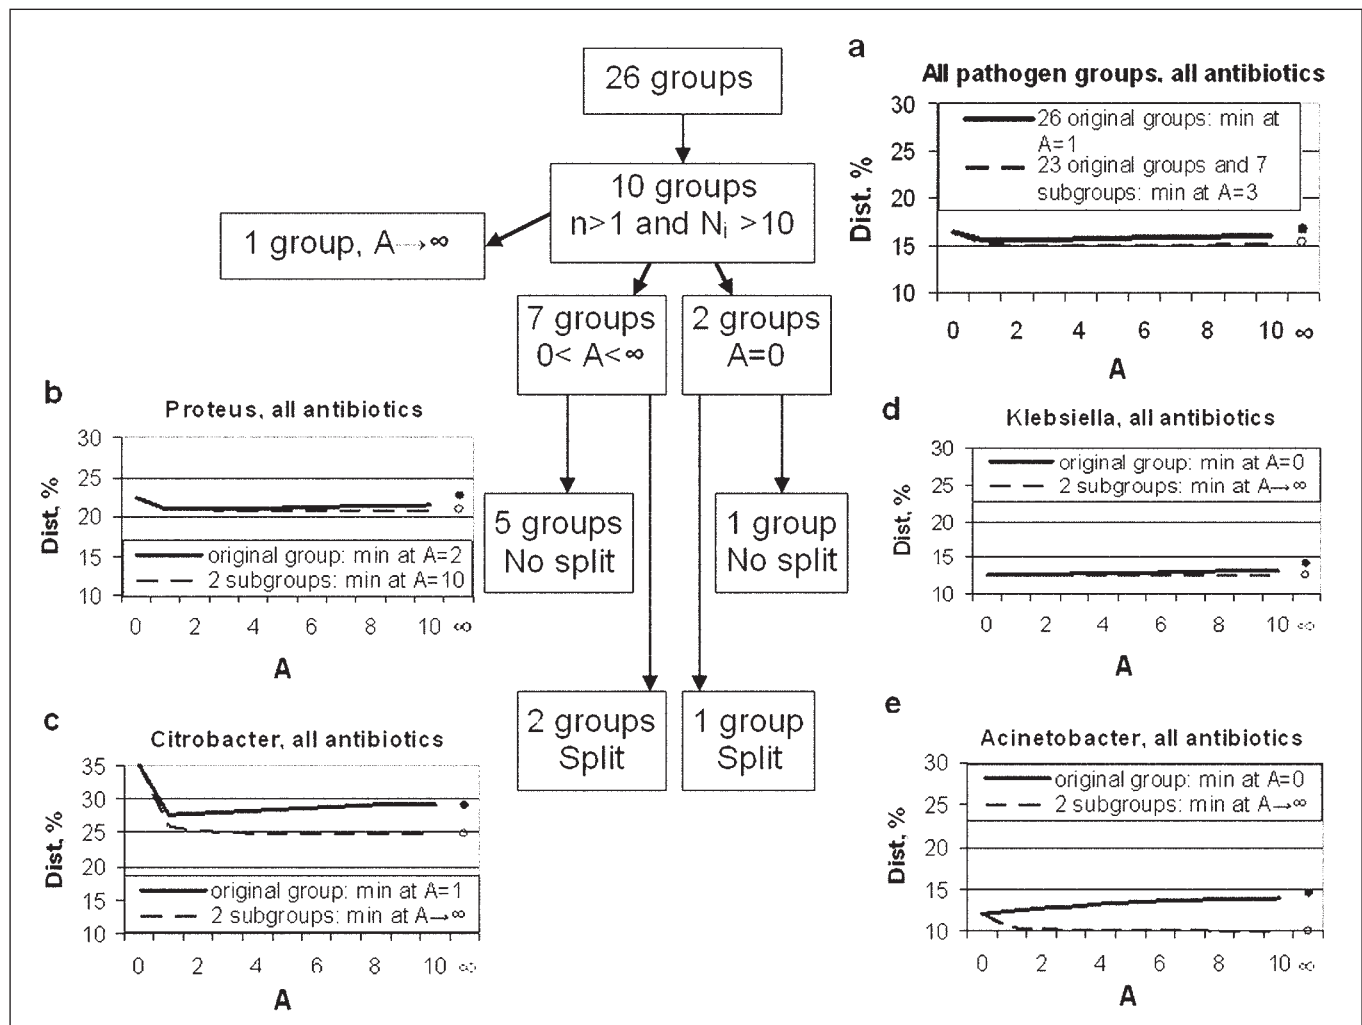 26 groups
10 groups
n>1 and Ni >10
1 group, A→∞
7 groups
0< A<∞
2 groups
A=0
5 groups
No split
1 group
No split
2 groups
Split
1 group
Split
a
All pathogen groups, all antibiotics
26 original groups: min at
A=1
23 original groups and 7
subgroups: min at A=3
Dist. %
30
25
20
15
10
0 2 4 6 8 10 ∞
A
b
Proteus, all antibiotics
Dist, %
30
25
20
15
10
original group: min at A=2
2 subgroups: min at A=10
0 2 4 6 8 10 ∞
A
c
Citrobacter, all antibiotics
Dist, %
35
30
25
20
15
10
original group: min at A=1
2 subgroups: min at A→∞
0 2 4 6 8 10 ∞
A
d
Klebsiella, all antibiotics
original group: min at A=0
2 subgroups: min at A→∞
Dist, %
30
25
20
15
10
0 2 4 6 8 10 ∞
A
e
Acinetobacter, all antibiotics
original group: min at A=0
2 subgroups: min at A→∞
Dist, %
30
25
20
15
10
0 2 4 6 8 10 ∞
A